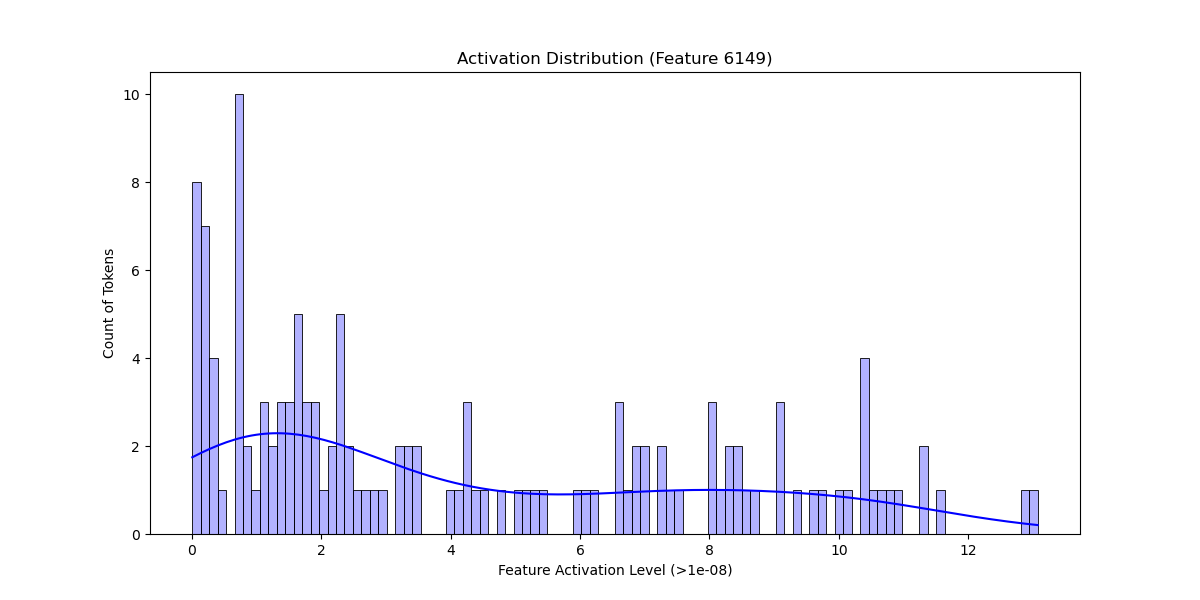 Activation Distribution (Feature 6149)
10
8
6
4
2
0
Count of Tokens
0 2 4 6 8 10 12
Feature Activation Level (>1e-08)